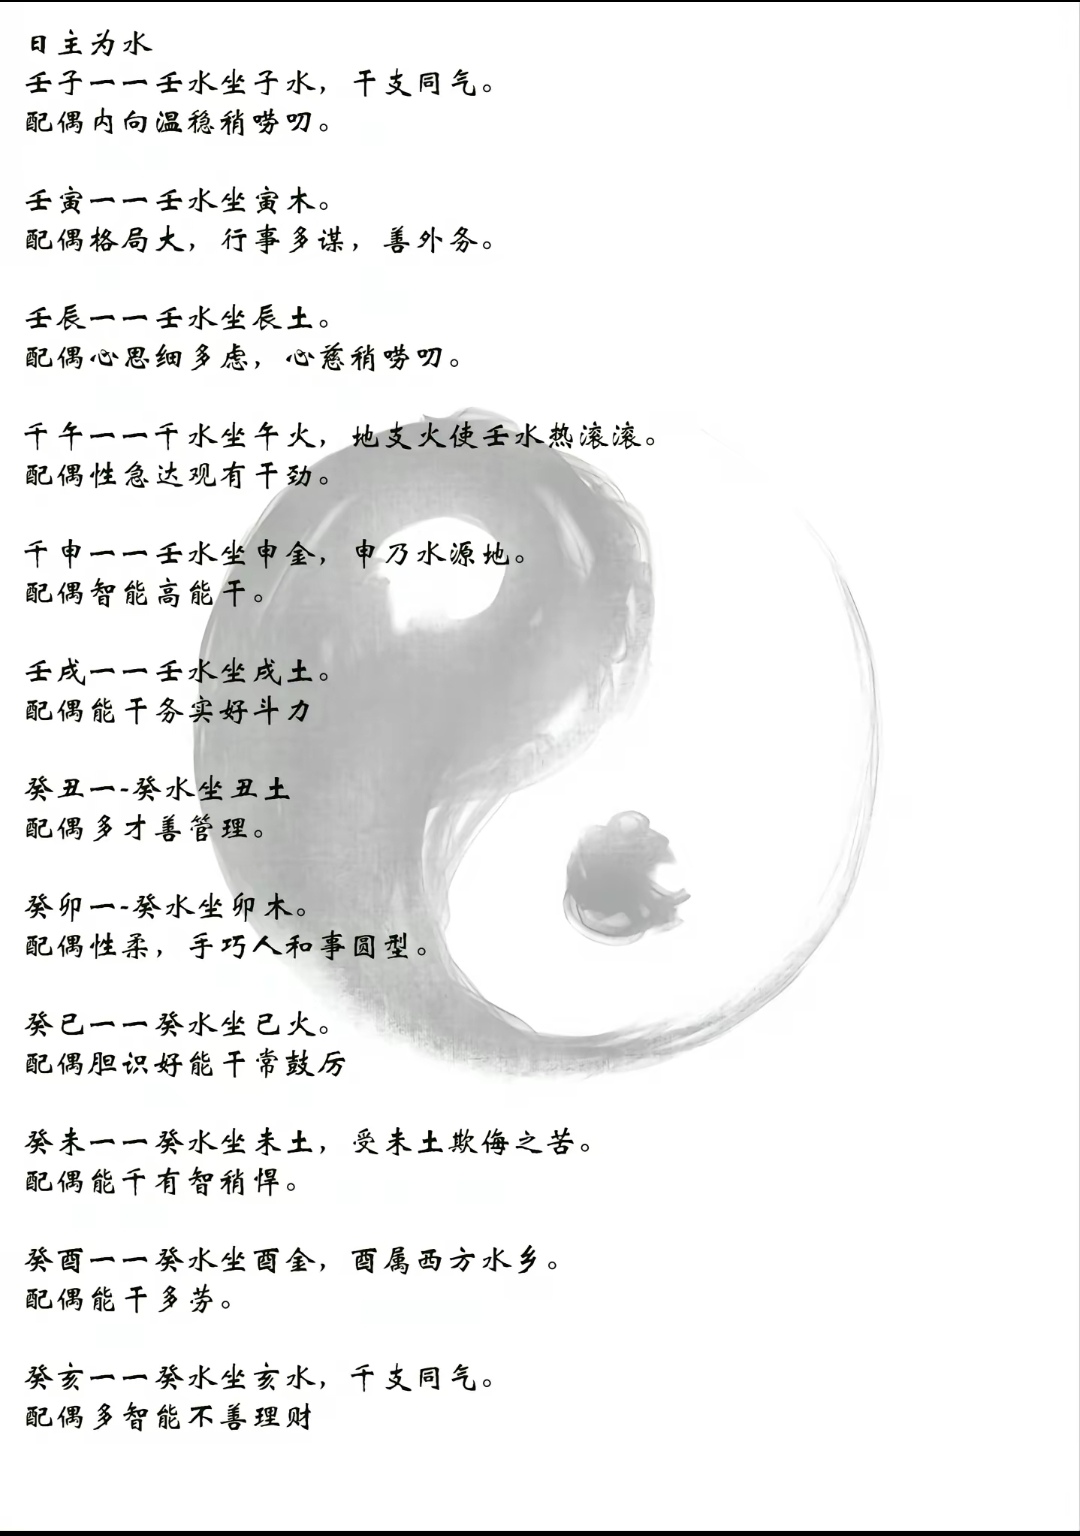 日主为水
壬子一一壬水坐子水，干支同气。
配偶内向温稳稍唠叨。
壬寅一一壬水坐寅木。
配偶格局大，行事多谋，善外务。
壬辰一一壬水坐辰土。
配偶心思细多虑，心慈稍唠叨。
千午一一千水坐午火，地支火使壬水热滚滚。
配偶性急达观有干劲。
千申一一壬水坐申金，申乃水源地。
配偶智能高能干。
壬戌一一壬水坐戌土。
配偶能干务实好斗力
癸丑一-癸水坐丑土
配偶多才善管理。
癸卯一-癸水坐卯木。
配偶性柔，手巧人和事圆型。
癸已一一癸水坐已火。
配偶胆识好能干常鼓厉
癸未一一癸水坐未土，受未土欺侮之苦。
配偶能千有智稍悍。
癸酉一一癸水坐酉金，酉属西方水乡。
配偶能干多劳。
癸亥一一癸水坐亥水，千支同气。
配偶多智能不善理财